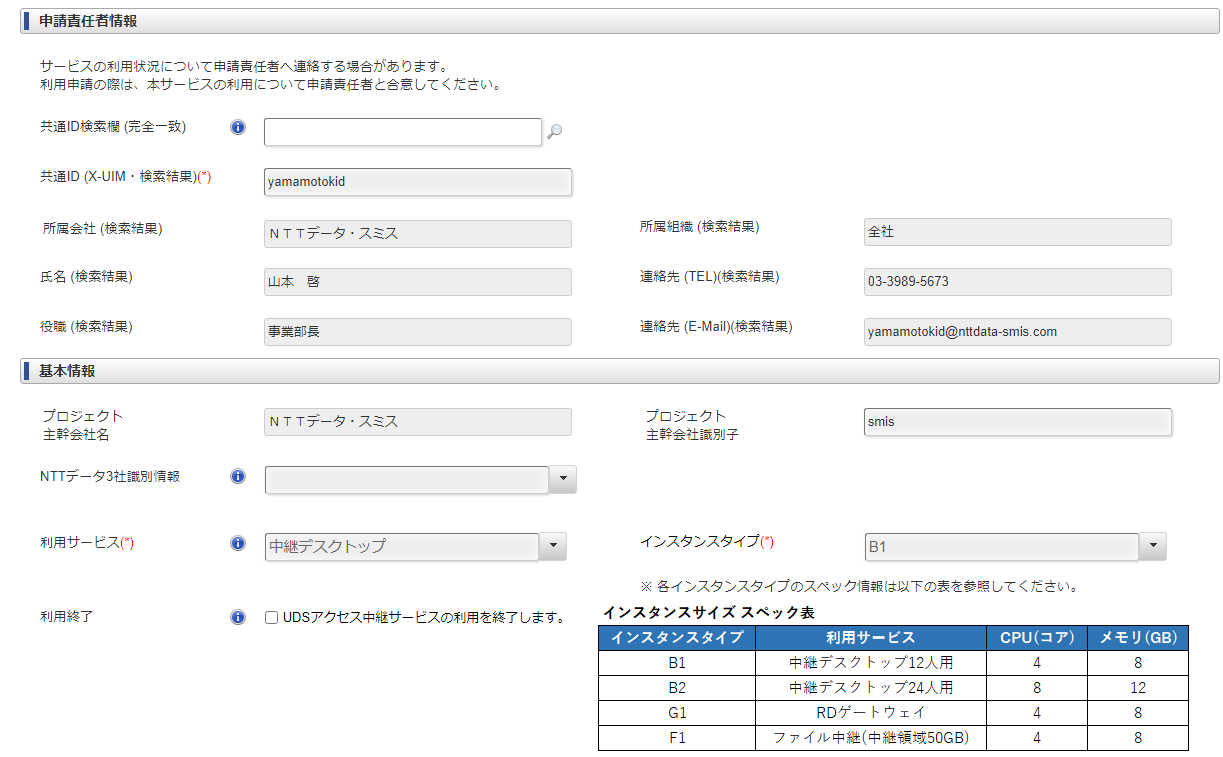 申請責任者情報
サービスの利用状況について申請責任者へ連絡する場合があります。
利用申請の際は、本サービスの利用について申請責任者と合意してください。
共通ID検索欄 (完全一致)
共通ID (X-UIM・検索結果)(*) yamamotokid
所属会社 (検索結果) ＮＴＴデータ・スミス 所属組織 (検索結果) 全社
氏名 (検索結果) 山本　啓 連絡先 (TEL)(検索結果) 03-3989-5673
役職 (検索結果) 事業部長 連絡先 (E-Mail)(検索結果) yamamotokid@nttdata-smis.com
基本情報
プロジェクト
主幹会社名 ＮＴＴデータ・スミス
プロジェクト
主幹会社識別子 smis
NTTデータ3社識別情報
利用サービス(*) 中継デスクトップ インスタンスタイプ(*) B1
※ 各インスタンスタイプのスペック情報は以下の表を参照してください。
利用終了 UDSアクセス中継サービスの利用を終了します。
インスタンスサイズ スペック表
インスタンスタイプ 利用サービス CPU(コア) メモリ(GB)
B1 中継デスクトップ12人用 4 8
B2 中継デスクトップ24人用 8 12
G1 RDゲートウェイ 4 8
F1 ファイル中継(中継領域50GB) 4 8